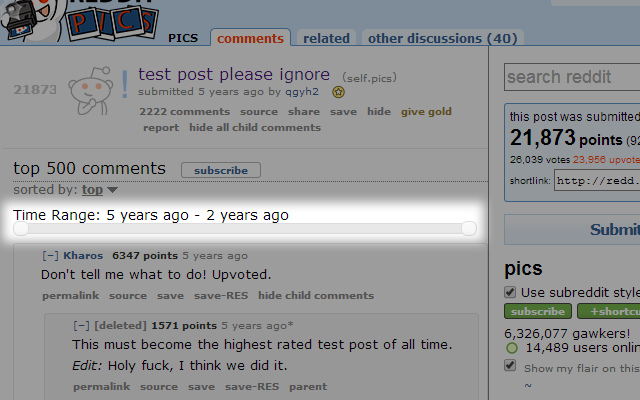 REDDIT
PICS
PICS comments related other discussions (40)
21873
test post please ignore (self.pics)
submitted 5 years ago by qgyh2
2222 comments source share save hide give gold
report hide all child comments
top 500 comments subscribe
sorted by: top
Time Range: 5 years ago - 2 years ago
[–] Kharos 6347 points 5 years ago
Don't tell me what to do! Upvoted.
permalink source save save-RES hide child comments
[–] [deleted] 1571 points 5 years ago*
This must become the highest rated test post of all time.
Edit: Holy fuck, I think we did it.
permalink source save save-RES parent
search reddit
this post was submitted
21,873 points (92
26,039 votes 23,956 upvote
shortlink: http://redd.
Submit
pics
Use subreddit style
subscribe +shortcu
6,326,077 gawkers!
14,489 users onlin
Show my flair on this
~